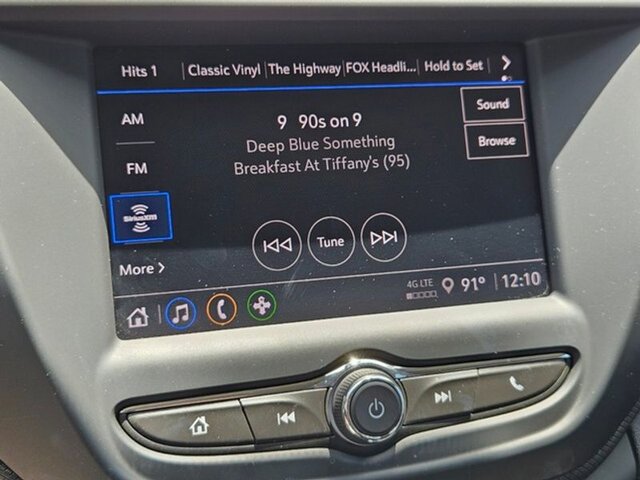 Hits 1 Classic Vinyl The Highway FOX Headli... Hold to Set
AM
FM
SiriusXM
More
9 90s on 9
Deep Blue Something
Breakfast At Tiffany's (95)
Sound
Browse
Tune
4G LTE 91° 12:10